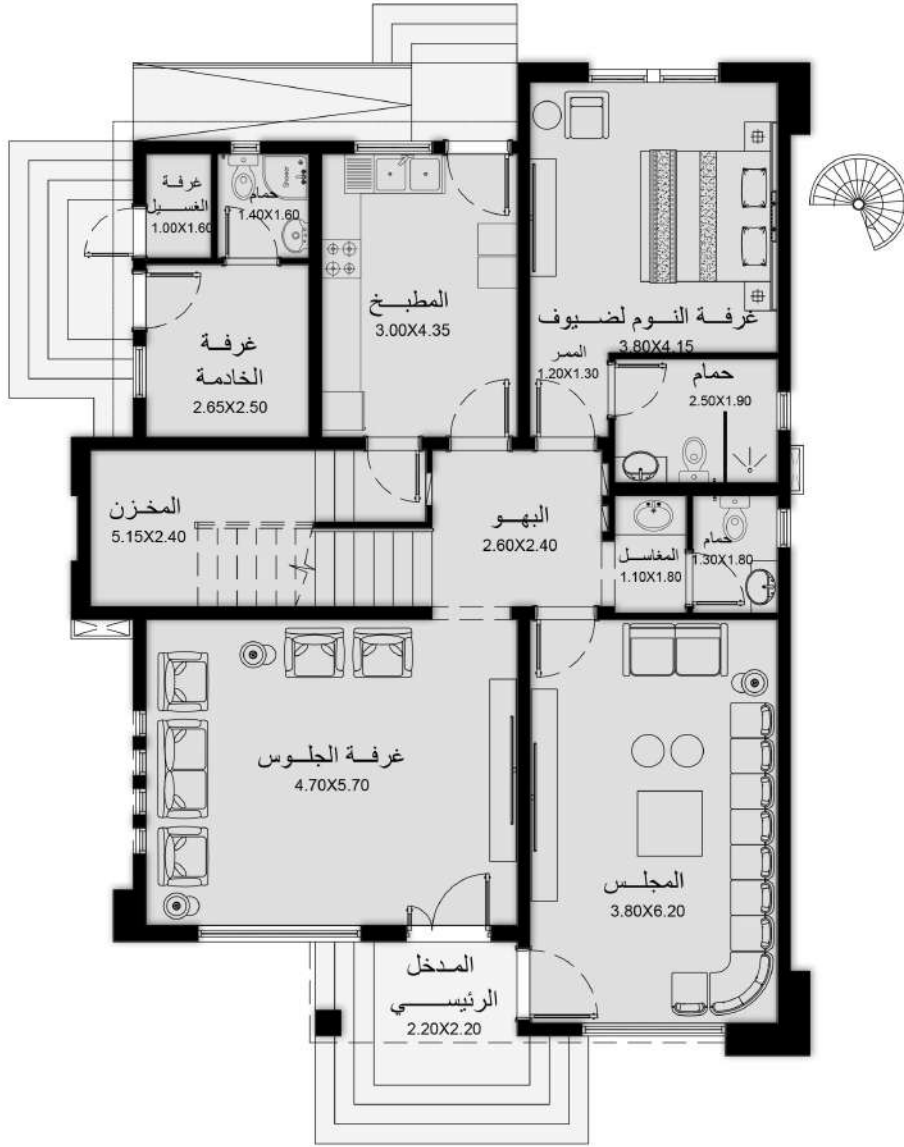 غرفة
الغسيل
1.00X1.60
حمام
1.40X1.60
Shower
المطبخ
3.00X4.35
غرفة النوم لضيوف
3.80X4.15
الممر
1.20X1.30
غرفة
الخادمة
2.65X2.50
حمام
2.50X1.90
المخزن
5.15X2.40
البهو
2.60X2.40
المغاسل
1.10X1.80
حمام
1.30X1.80
غرفة الجلوس
4.70X5.70
المجلس
3.80X6.20
المدخل
الرئيسي
2.20X2.20